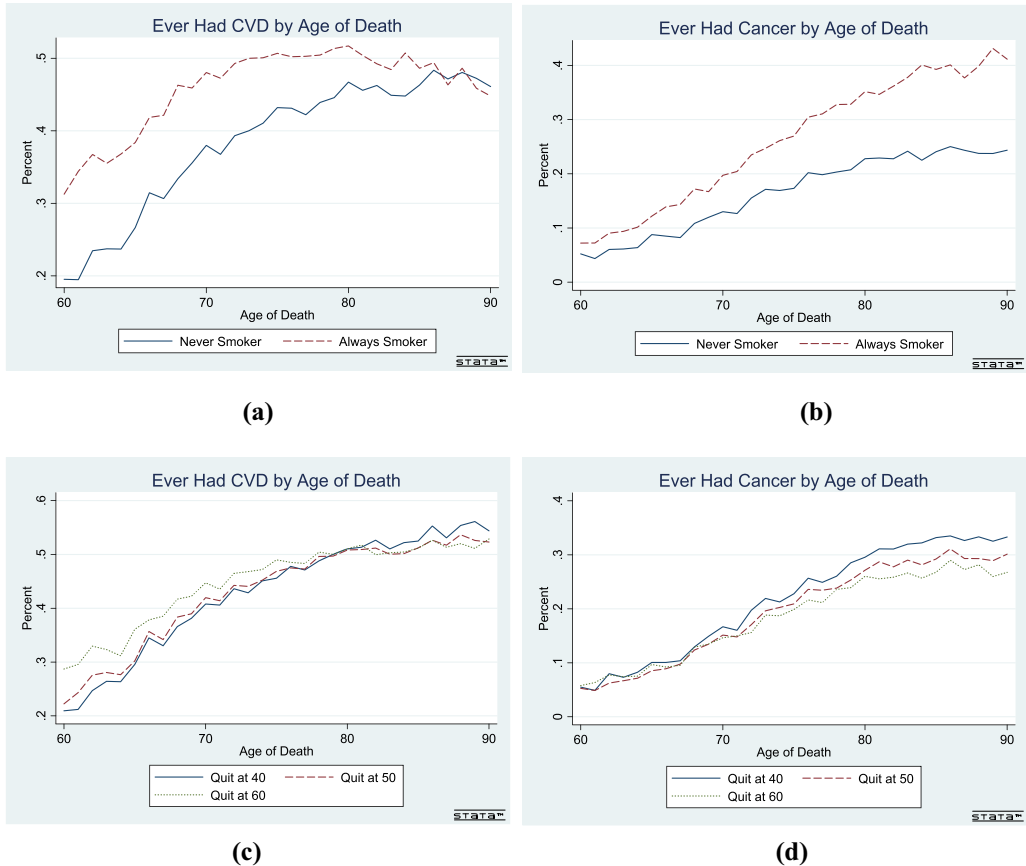 Ever Had CVD by Age of Death
Percent
.5
.4
.3
.2
60 70 80 90
Age of Death
Never Smoker Always Smoker
STATA™
(a)
Ever Had Cancer by Age of Death
Percent
.4
.3
.2
.1
0
60 70 80 90
Age of Death
Never Smoker Always Smoker
STATA™
(b)
Ever Had CVD by Age of Death
Percent
.6
.5
.4
.3
.2
60 70 80 90
Age of Death
Quit at 40 Quit at 50
Quit at 60
STATA™
(c)
Ever Had Cancer by Age of Death
Percent
.4
.3
.2
.1
0
60 70 80 90
Age of Death
Quit at 40 Quit at 50
Quit at 60
STATA™
(d)